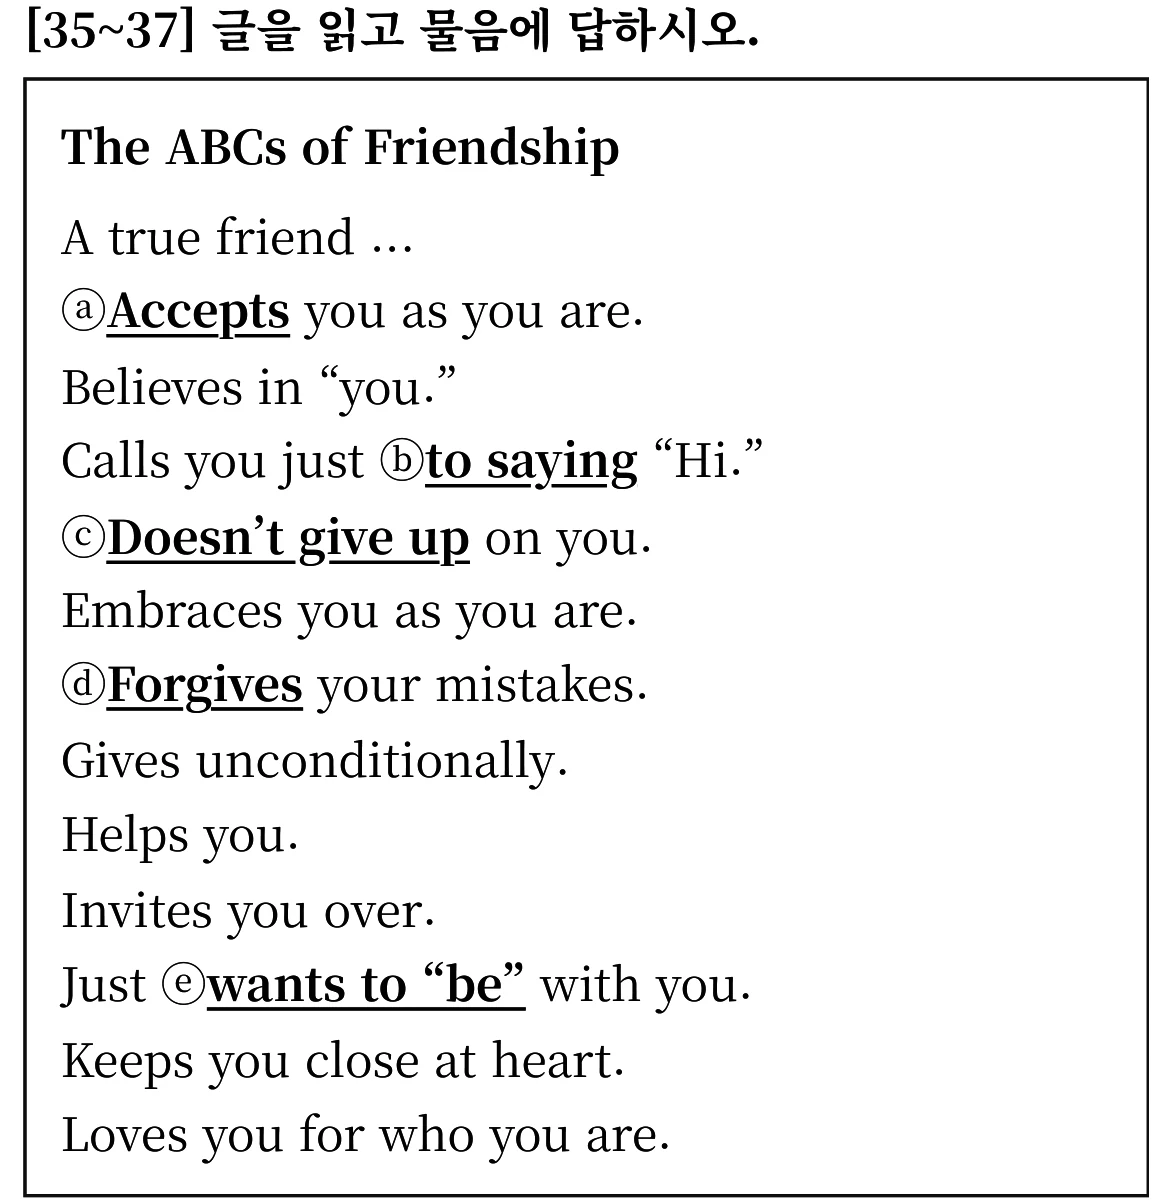 [35~37] 글을 읽고 물음에 답하시오.
The ABCs of Friendship
A true friend ...
ⓐAccepts you as you are.
Believes in “you.”
Calls you just ⓑto saying “Hi.”
ⓒDoesn’t give up on you.
Embraces you as you are.
ⓓForgives your mistakes.
Gives unconditionally.
Helps you.
Invites you over.
Just ⓔwants to “be” with you.
Keeps you close at heart.
Loves you for who you are.